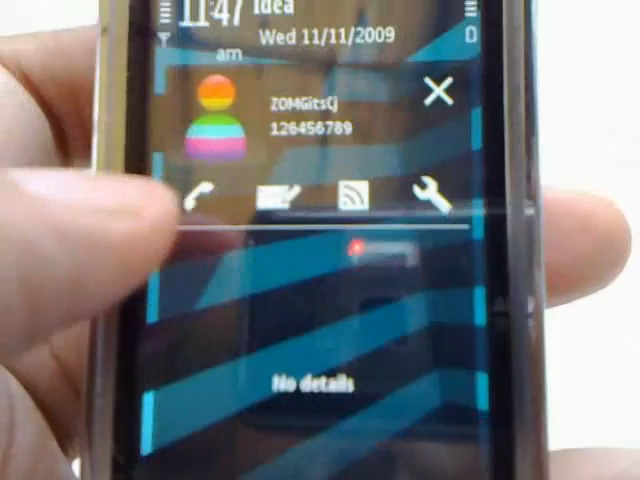 11:47 Idea
Wed 11/11/2009
am
ZOMGitsCj
126456789
No details